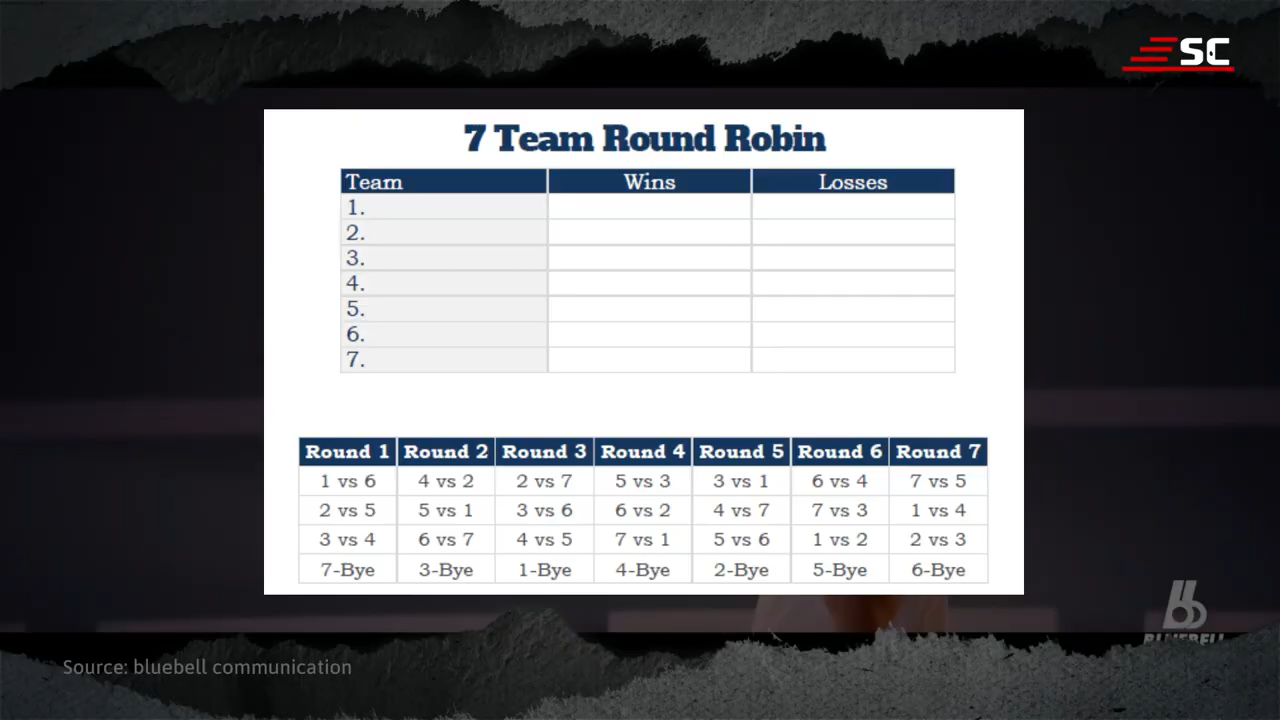 SC
7 Team Round Robin
Team Wins Losses
1.
2.
3.
4.
5.
6.
7.
Round 1 Round 2 Round 3 Round 4 Round 5 Round 6 Round 7
1 vs 6 4 vs 2 2 vs 7 5 vs 3 3 vs 1 6 vs 4 7 vs 5
2 vs 5 5 vs 1 3 vs 6 6 vs 2 4 vs 7 7 vs 3 1 vs 4
3 vs 4 6 vs 7 4 vs 5 7 vs 1 5 vs 6 1 vs 2 2 vs 3
7-Bye 3-Bye 1-Bye 4-Bye 2-Bye 5-Bye 6-Bye
BLUEBELL
Source: bluebell communication